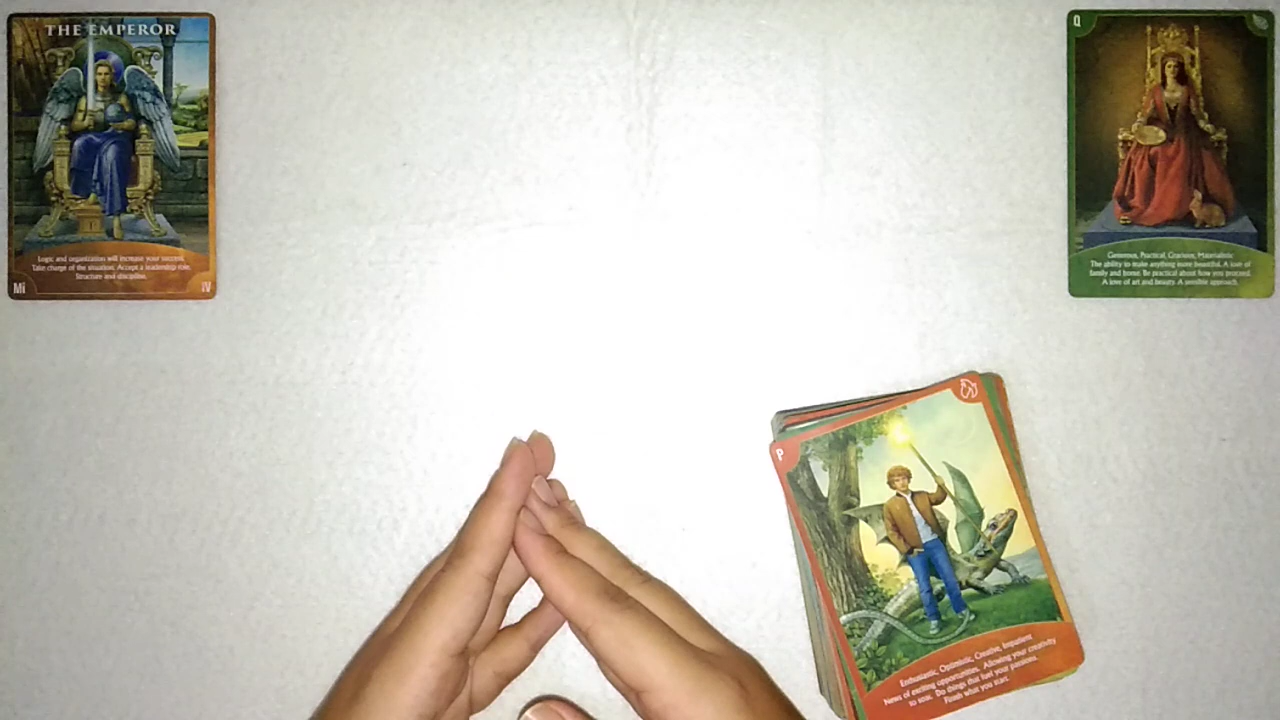 THE EMPEROR
Logic and organization will increase your success.
Take charge of the situation. Accept a leadership role.
Structure and discipline.
Mi
IV
Q
Generous, Practical, Gracious, Materialistic
The ability to make anything more beautiful. A love of
family and home. Be practical about how you proceed.
A love of art and beauty. A sensible approach.
P
Enthusiastic, Optimistic, Creative, Impatient
News of exciting opportunities. Allowing your creativity
to soar. Do things that fuel your passions.
Finish what you start.